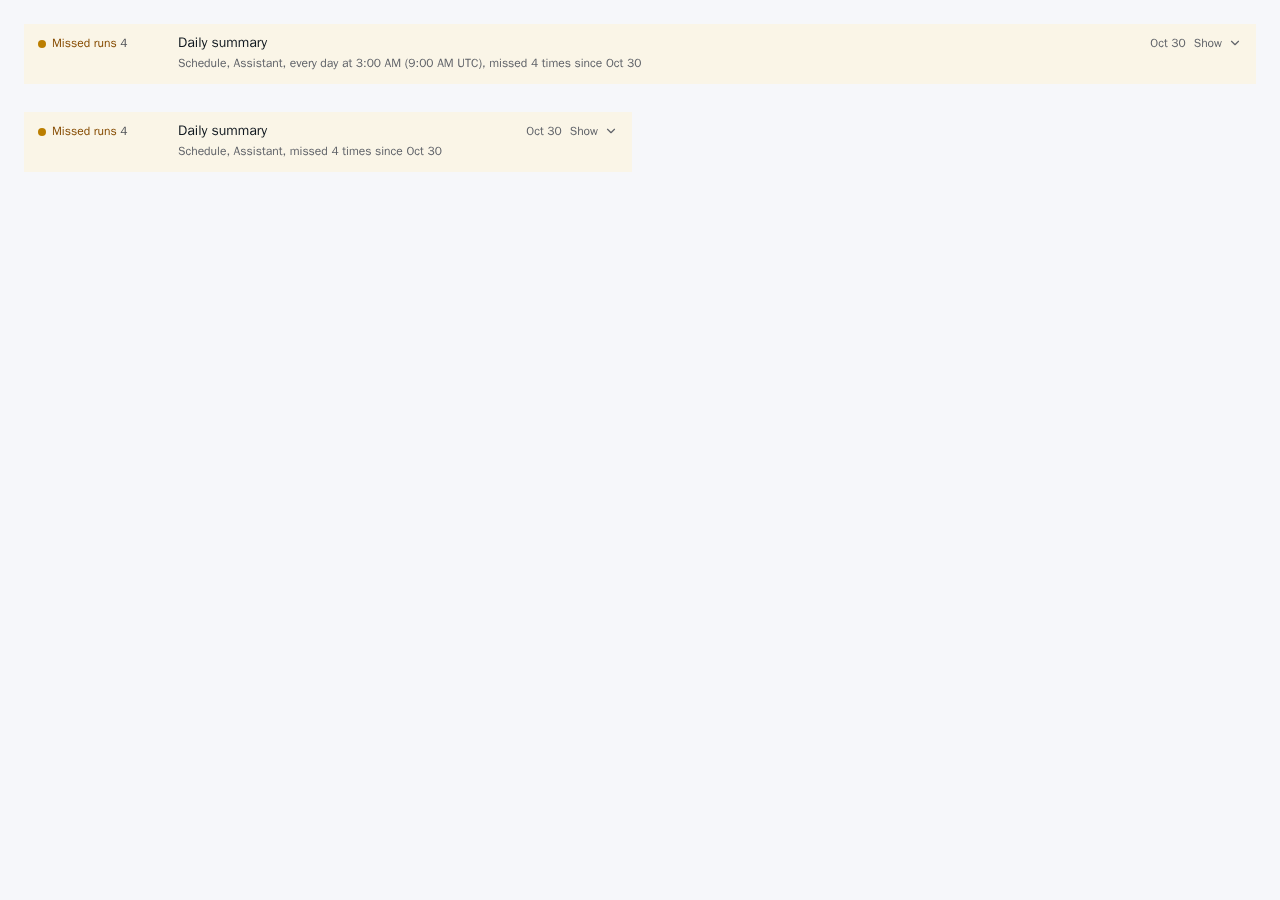 Missed runs 4 Daily summary Oct 30 Show
Schedule, Assistant, every day at 3:00 AM (9:00 AM UTC), missed 4 times since Oct 30
Missed runs 4 Daily summary Oct 30 Show
Schedule, Assistant, missed 4 times since Oct 30